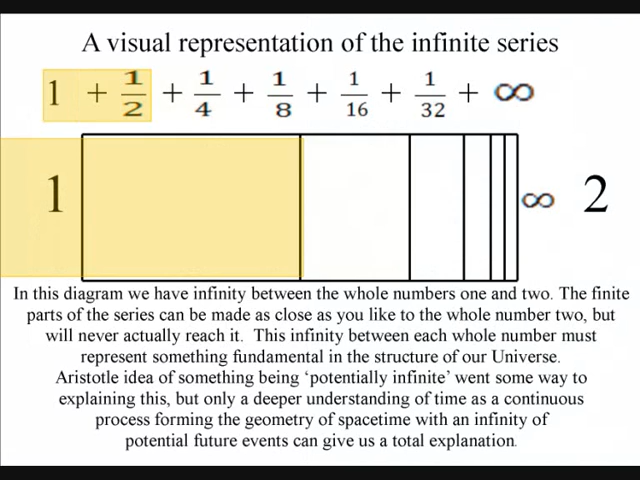 A visual representation of the infinite series
1 + 1/2 + 1/4 + 1/8 + 1/16 + 1/32 + ∞
1 ∞ 2
In this diagram we have infinity between the whole numbers one and two. The finite
parts of the series can be made as close as you like to the whole number two, but
will never actually reach it. This infinity between each whole number must
represent something fundamental in the structure of our Universe.
Aristotle idea of something being ‘potentially infinite’ went some way to
explaining this, but only a deeper understanding of time as a continuous
process forming the geometry of spacetime with an infinity of
potential future events can give us a total explanation.